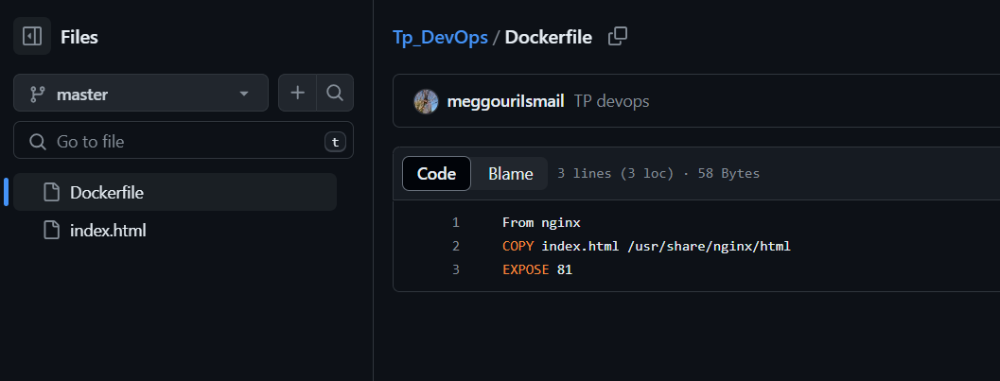 Files
master
Go to file
t
Dockerfile
index.html
Tp_DevOps / Dockerfile
meggourilsmail TP devops
Code Blame 3 lines (3 loc) · 58 Bytes
1 From nginx
2 COPY index.html /usr/share/nginx/html
3 EXPOSE 81